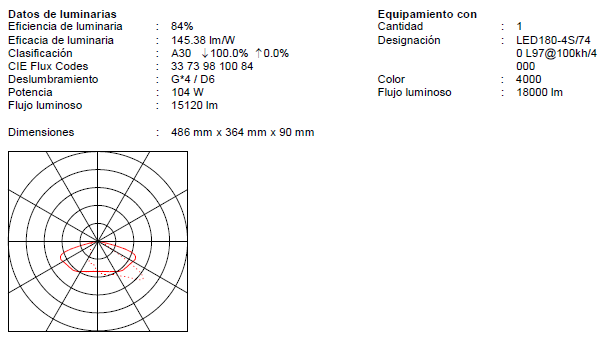 Datos de luminarias
Eficiencia de luminaria : 84%
Eficacia de luminaria : 145.38 lm/W
Clasificación : A30 ↓100.0% ↑0.0%
CIE Flux Codes : 33 73 98 100 84
Deslumbramiento : G*4 / D6
Potencia : 104 W
Flujo luminoso : 15120 lm
Dimensiones : 486 mm x 364 mm x 90 mm
Equipamiento con
Cantidad : 1
Designación : LED180-4S/74
0 L97@100kh/4
000
Color : 4000
Flujo luminoso : 18000 lm